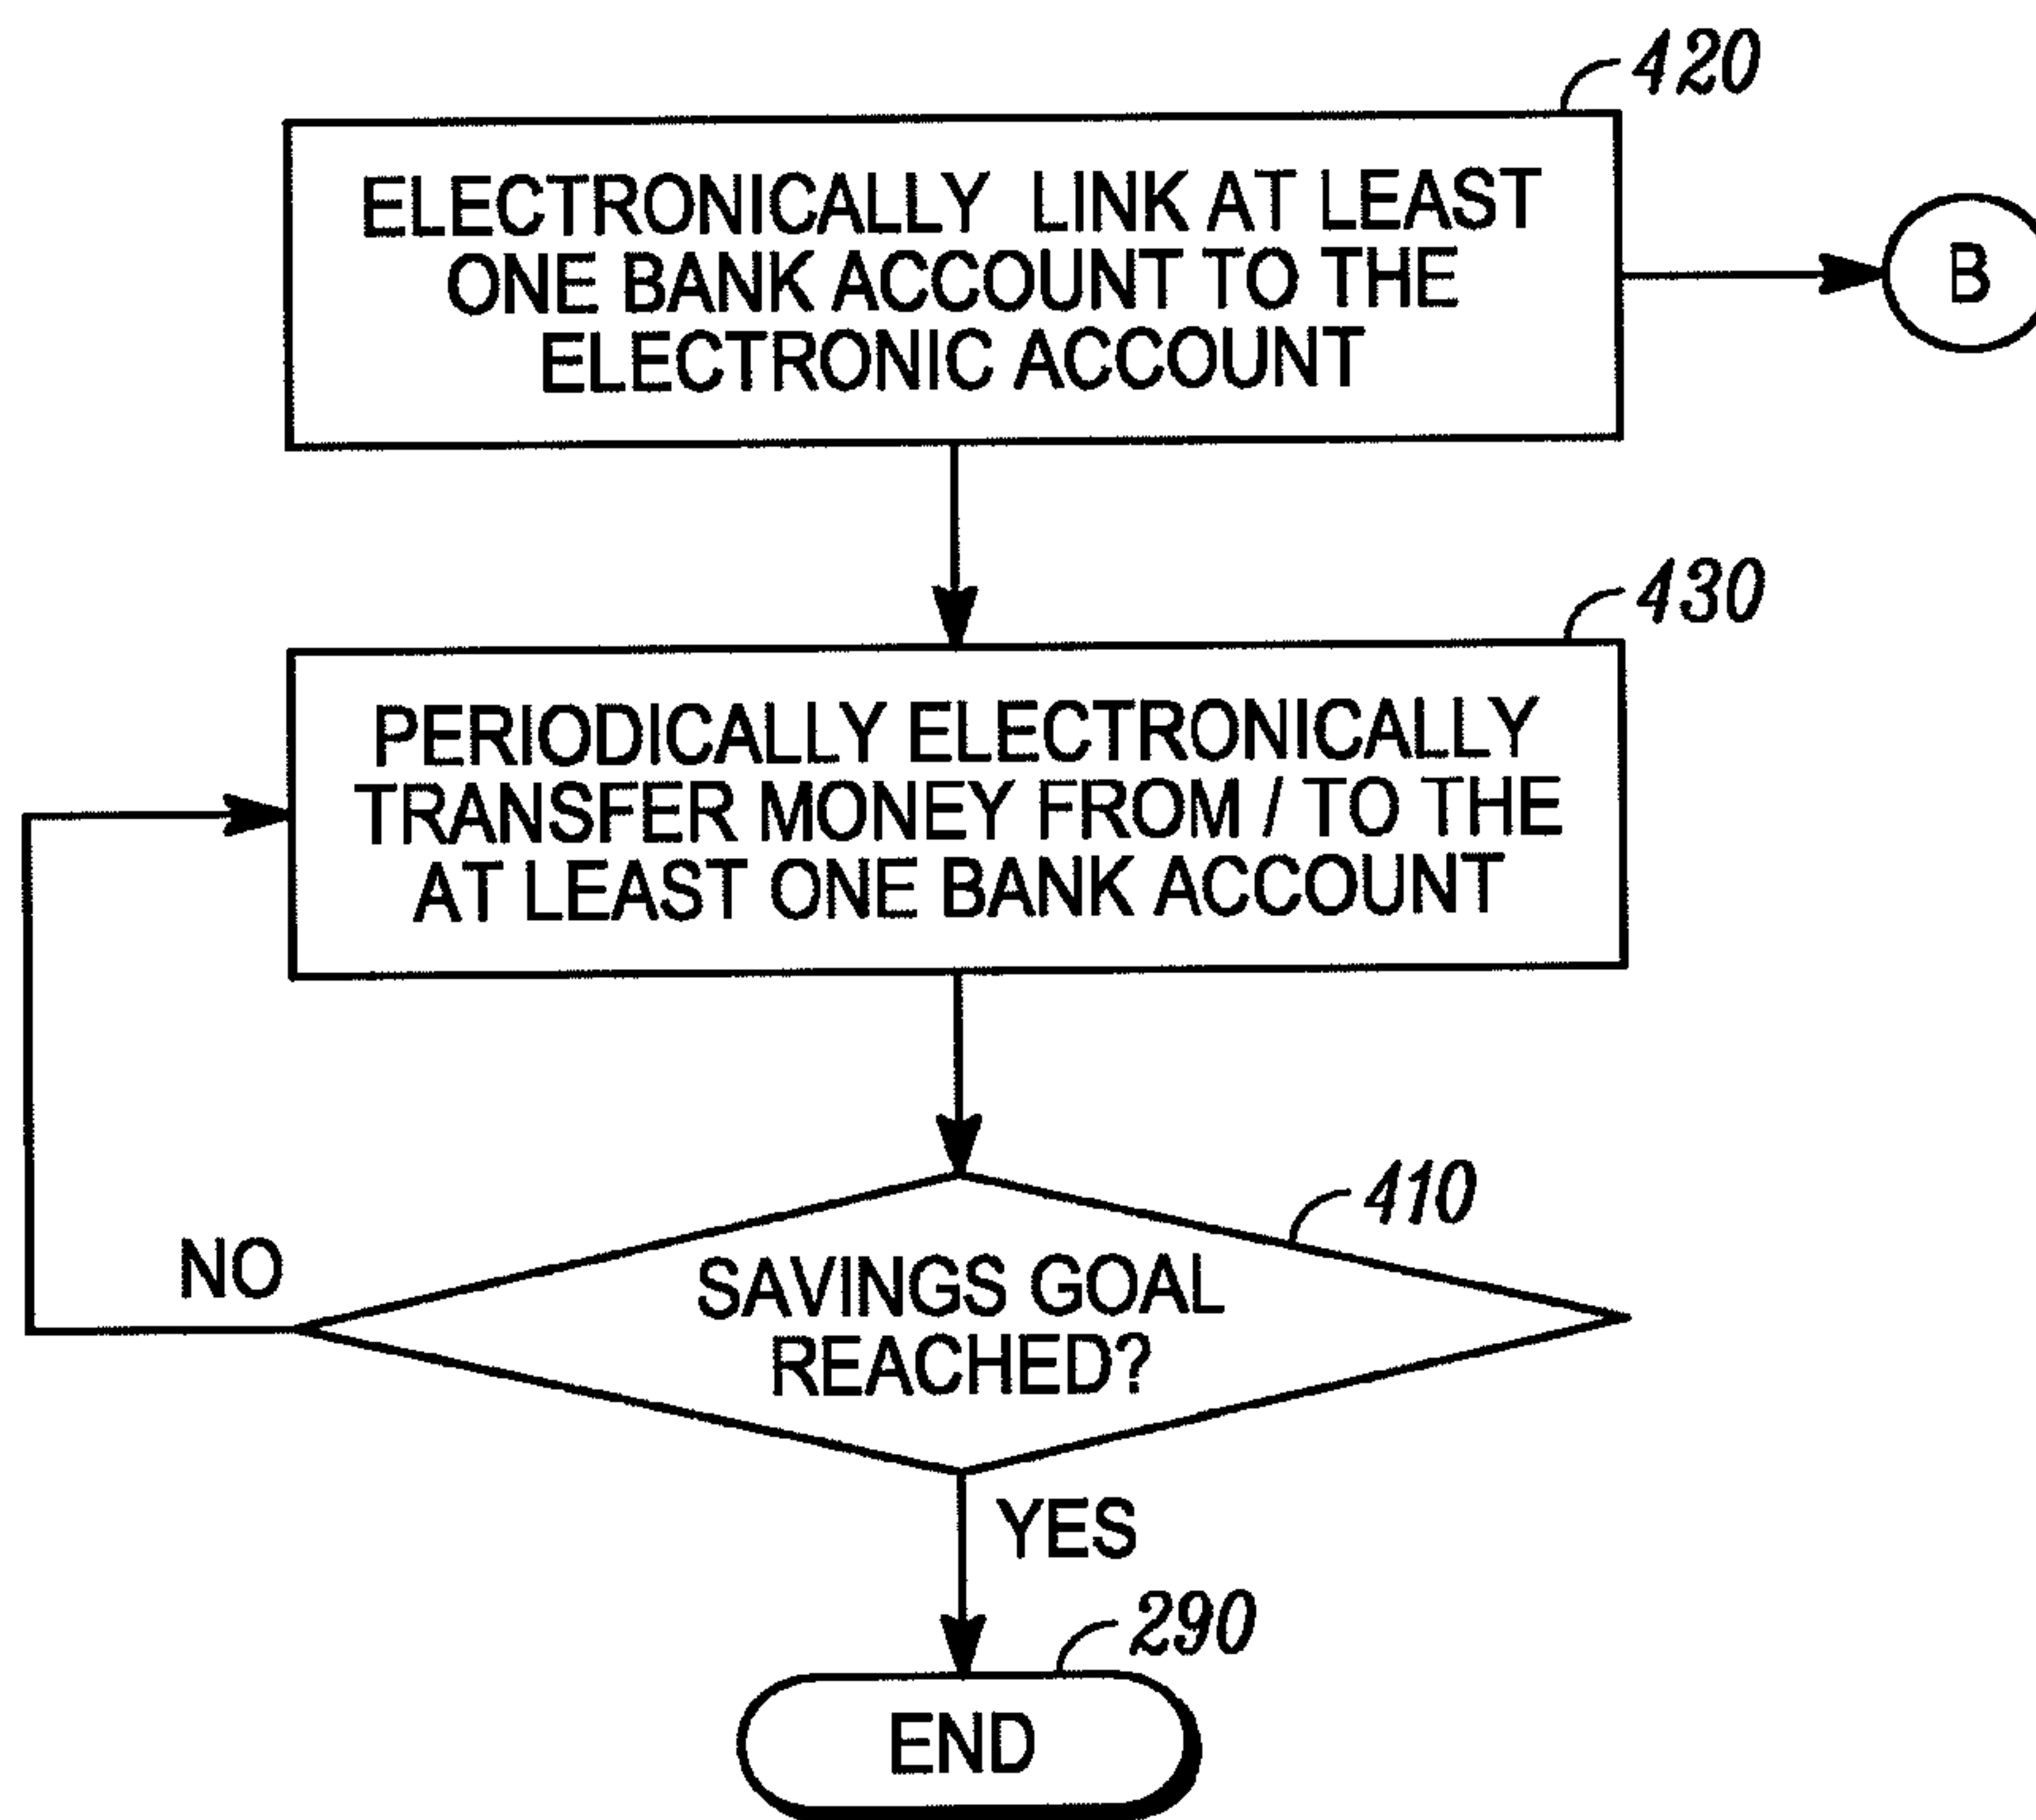 420
ELECTRONICALLY LINK AT LEAST
ONE BANK ACCOUNT TO THE
ELECTRONIC ACCOUNT
B
430
PERIODICALLY ELECTRONICALLY
TRANSFER MONEY FROM / TO THE
AT LEAST ONE BANK ACCOUNT
410
NO
SAVINGS GOAL
REACHED?
YES
290
END